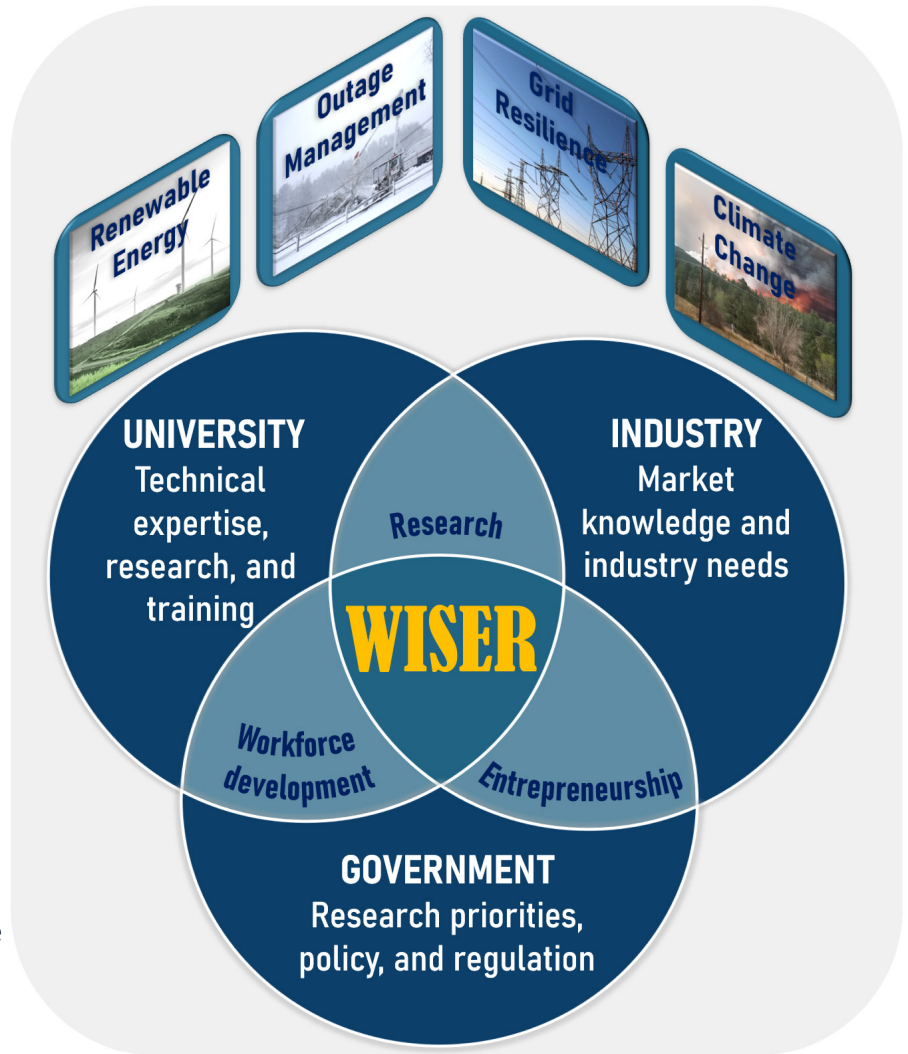 Renewable
Energy
Outage
Management
Grid
Resilience
Climate
Change
UNIVERSITY
Technical
expertise,
research, and
training
INDUSTRY
Market
knowledge and
industry needs
Research
WISER
Workforce
development
Entrepreneurship
GOVERNMENT
Research priorities,
policy, and regulation